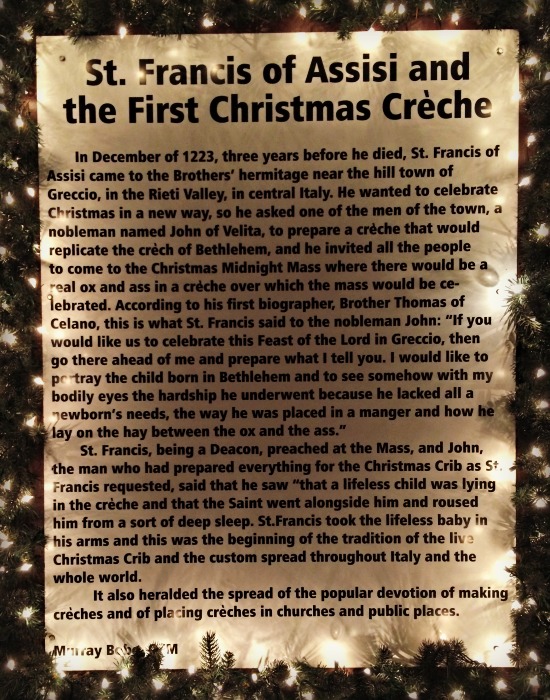 St. Francis of Assisi and
the First Christmas Crèche
In December of 1223, three years before he died, St. Francis of
Assisi came to the Brothers' hermitage near the hill town of
Greccio, in the Rieti Valley, in central Italy. He wanted to celebrate
Christmas in a new way, so he asked one of the men of the town, a
nobleman named John of Velita, to prepare a crèche that would
replicate the crèch of Bethlehem, and he invited all the people
to come to the Christmas Midnight Mass where there would be a
real ox and ass in a crèche over which the mass would be ce-
lebrated. According to his first biographer, Brother Thomas of
Celano, this is what St. Francis said to the nobleman John: “If you
would like us to celebrate this Feast of the Lord in Greccio, then
go there ahead of me and prepare what I tell you. I would like to
portray the child born in Bethlehem and to see somehow with my
bodily eyes the hardship he underwent because he lacked all a
newborn's needs, the way he was placed in a manger and how he
lay on the hay between the ox and the ass.”
St. Francis, being a Deacon, preached at the Mass, and John,
the man who had prepared everything for the Christmas Crib as St.
Francis requested, said that he saw “that a lifeless child was lying
in the crèche and that the Saint went alongside him and roused
him from a sort of deep sleep. St.Francis took the lifeless baby in
his arms and this was the beginning of the tradition of the live
Christmas Crib and the custom spread throughout Italy and the
whole world.
It also heralded the spread of the popular devotion of making
crèches and of placing crèches in churches and public places.
Murray